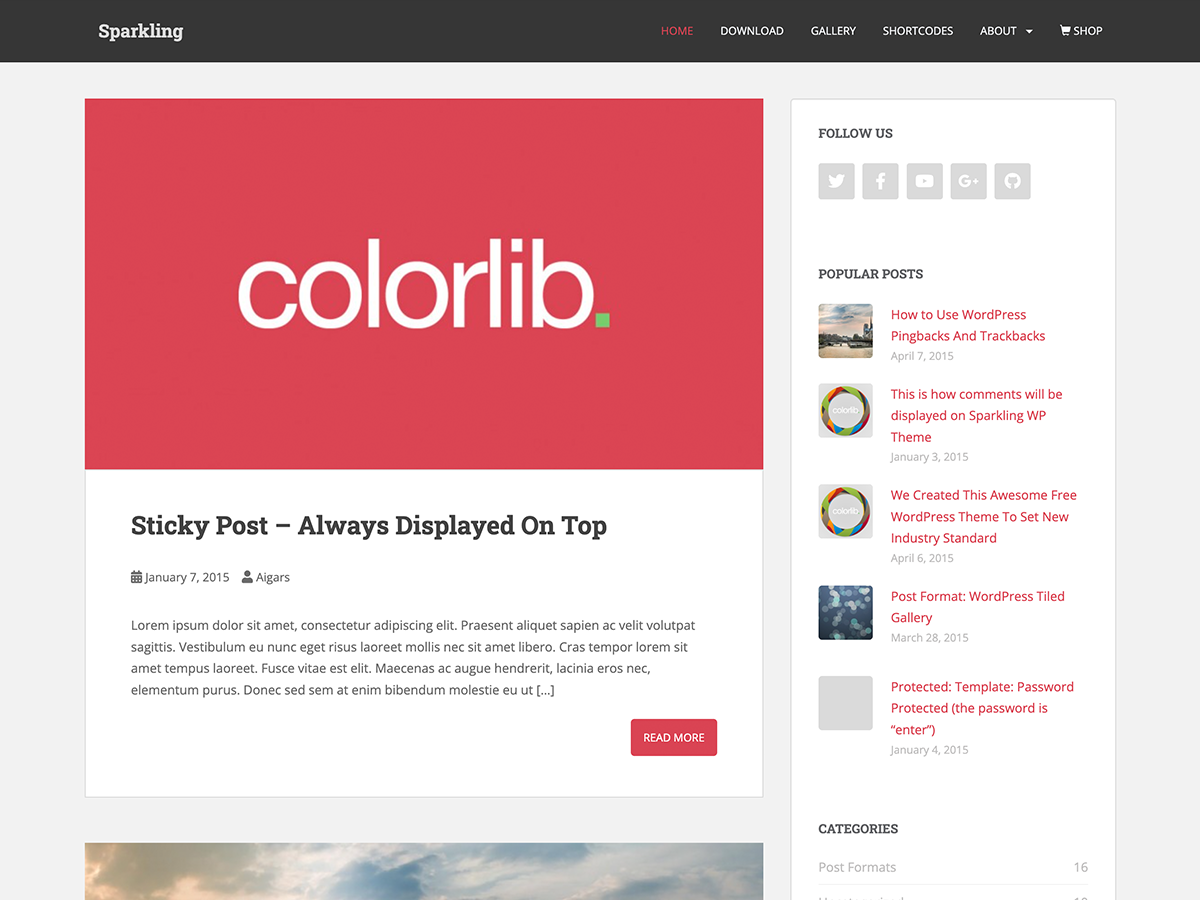 Sparkling
HOME DOWNLOAD GALLERY SHORTCODES ABOUT SHOP
colorlib.
Sticky Post – Always Displayed On Top
January 7, 2015 Aigars
Lorem ipsum dolor sit amet, consectetur adipiscing elit. Praesent aliquet sapien ac velit volutpat
sagittis. Vestibulum eu nunc eget risus laoreet mollis nec sit amet libero. Cras tempor lorem sit
amet tempus laoreet. Fusce vitae est elit. Maecenas ac augue hendrerit, lacinia eros nec,
elementum purus. Donec sed sem at enim bibendum molestie eu ut [...]
READ MORE
FOLLOW US
POPULAR POSTS
How to Use WordPress
Pingbacks And Trackbacks
April 7, 2015
colorlib
This is how comments will be
displayed on Sparkling WP
Theme
January 3, 2015
colorlib
We Created This Awesome Free
WordPress Theme To Set New
Industry Standard
April 6, 2015
Post Format: WordPress Tiled
Gallery
March 28, 2015
Protected: Template: Password
Protected (the password is
“enter”)
January 4, 2015
CATEGORIES
Post Formats 16